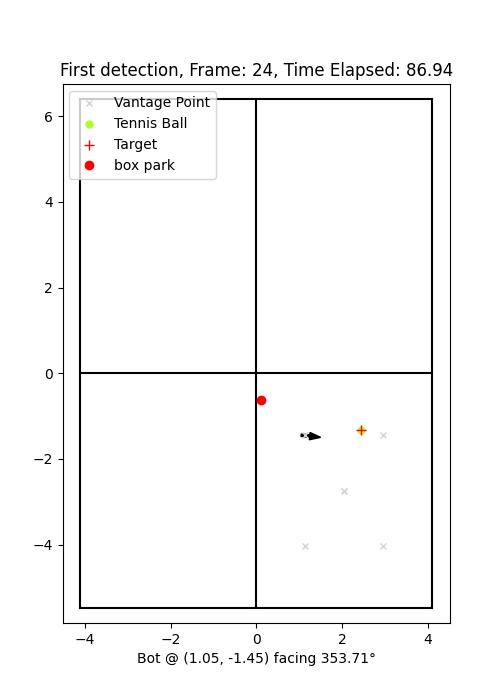 First detection, Frame: 24, Time Elapsed: 86.94
Vantage Point
Tennis Ball
Target
box park
6
4
2
0
−2
−4
−4
−2
0
2
4
Bot @ (1.05, -1.45) facing 353.71°